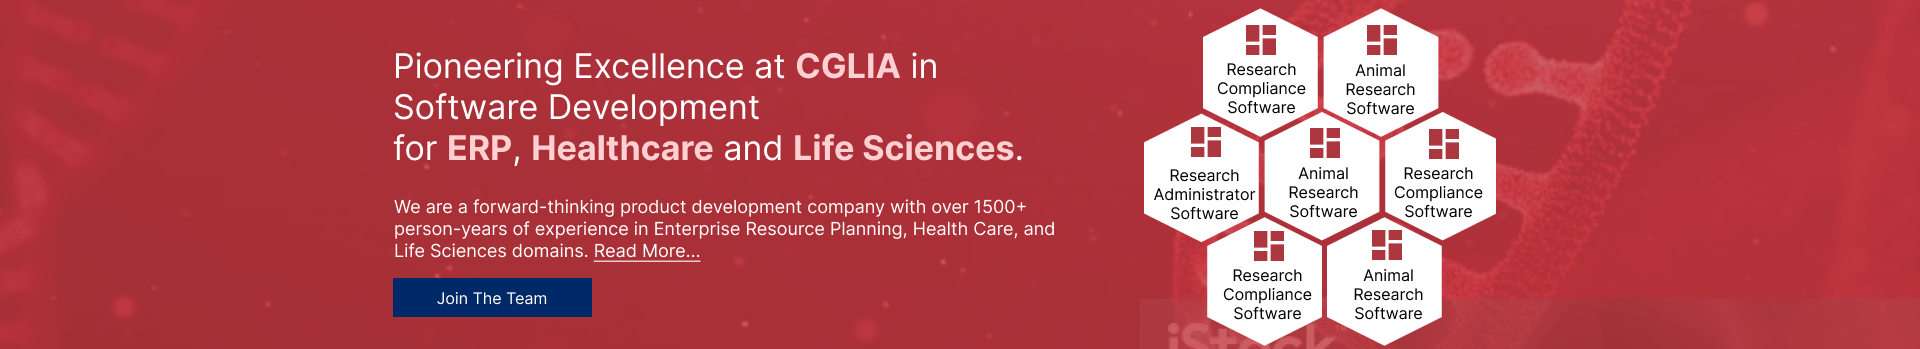 Pioneering Excellence at CGLIA in
Software Development
for ERP, Healthcare and Life Sciences.
We are a forward-thinking product development company with over 1500+
person-years of experience in Enterprise Resource Planning, Health Care, and
Life Sciences domains. Read More...
Join The Team
Research
Compliance
Software
Animal
Research
Software
Research
Administrator
Software
Animal
Research
Software
Research
Compliance
Software
Research
Compliance
Software
Animal
Research
Software
iStock